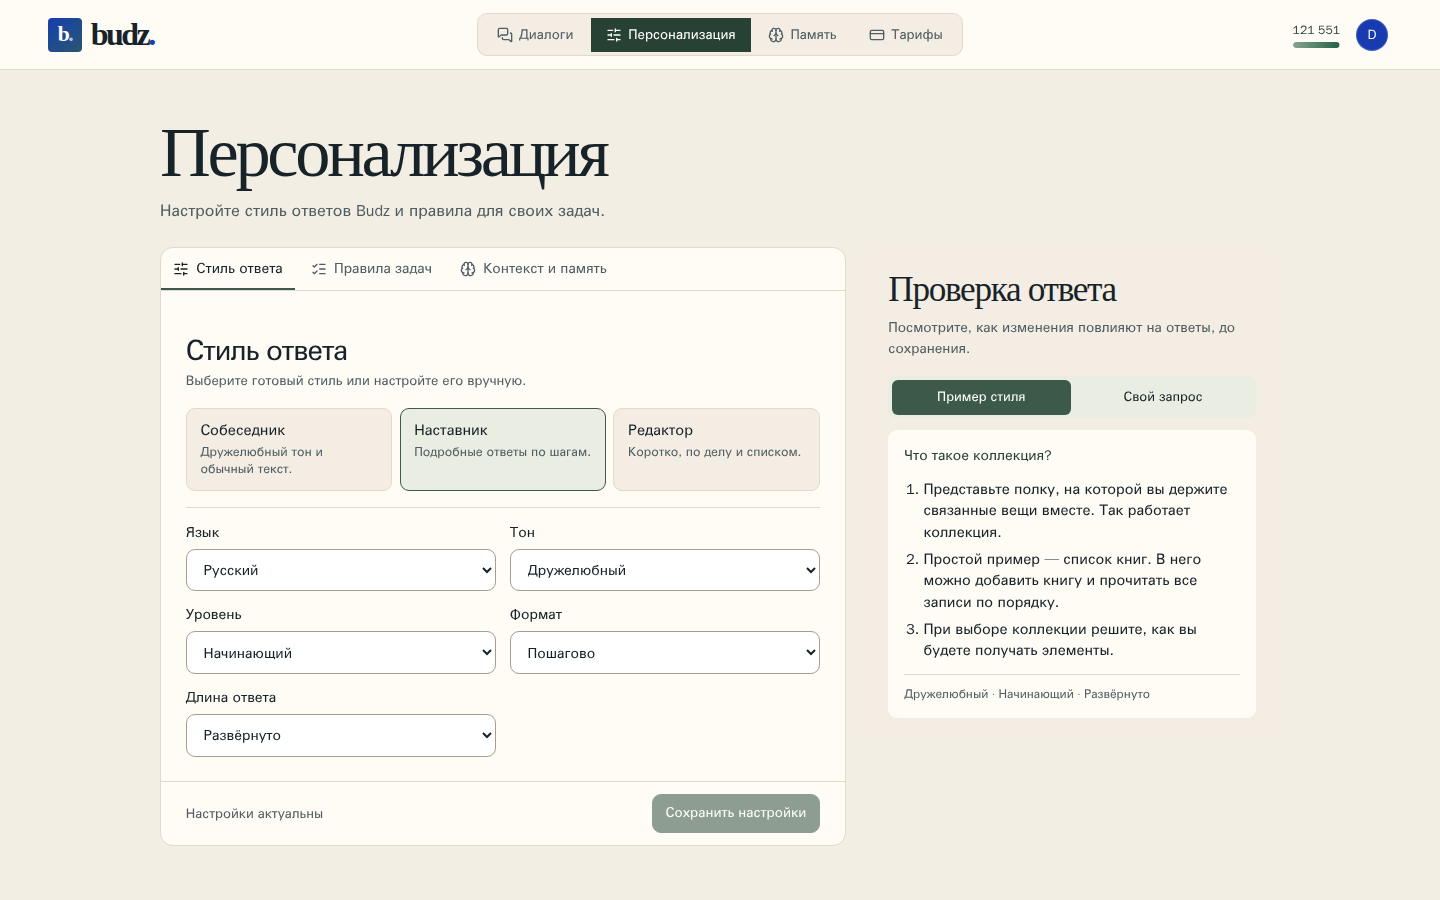 b. budz.
Диалоги
Персонализация
Память
Тарифы
121 551
D
Персонализация
Настройте стиль ответов Budz и правила для своих задач.
Стиль ответа
Правила задач
Контекст и память
Стиль ответа
Выберите готовый стиль или настройте его вручную.
Собеседник
Дружелюбный тон и
обычный текст.
Наставник
Подробные ответы по шагам.
Редактор
Коротко, по делу и списком.
Язык
Русский
Тон
Дружелюбный
Уровень
Начинающий
Формат
Пошагово
Длина ответа
Развёрнуто
Настройки актуальны
Сохранить настройки
Проверка ответа
Посмотрите, как изменения повлияют на ответы, до
сохранения.
Пример стиля
Свой запрос
Что такое коллекция?
1. Представьте полку, на которой вы держите
связанные вещи вместе. Так работает
коллекция.
2. Простой пример — список книг. В него
можно добавить книгу и прочитать все
записи по порядку.
3. При выборе коллекции решите, как вы
будете получать элементы.
Дружелюбный · Начинающий · Развёрнуто